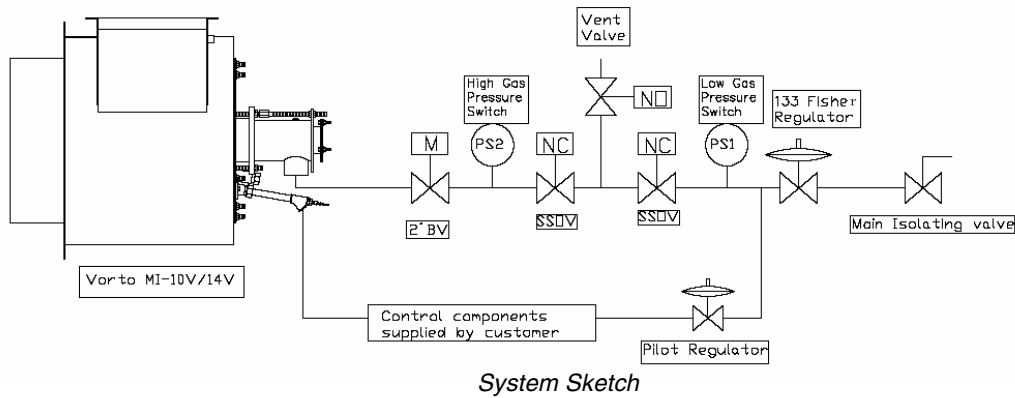 Vent
Valve
High Gas
Pressure
Switch
Low Gas
Pressure
Switch
133 Fisher
Regulator
M
PS2
NC
NO
NC
PS1
2"BV
SSOV
SSOV
Main Isolating valve
Vorto MI-10V/14V
Control components
supplied by customer
Pilot Regulator
System Sketch